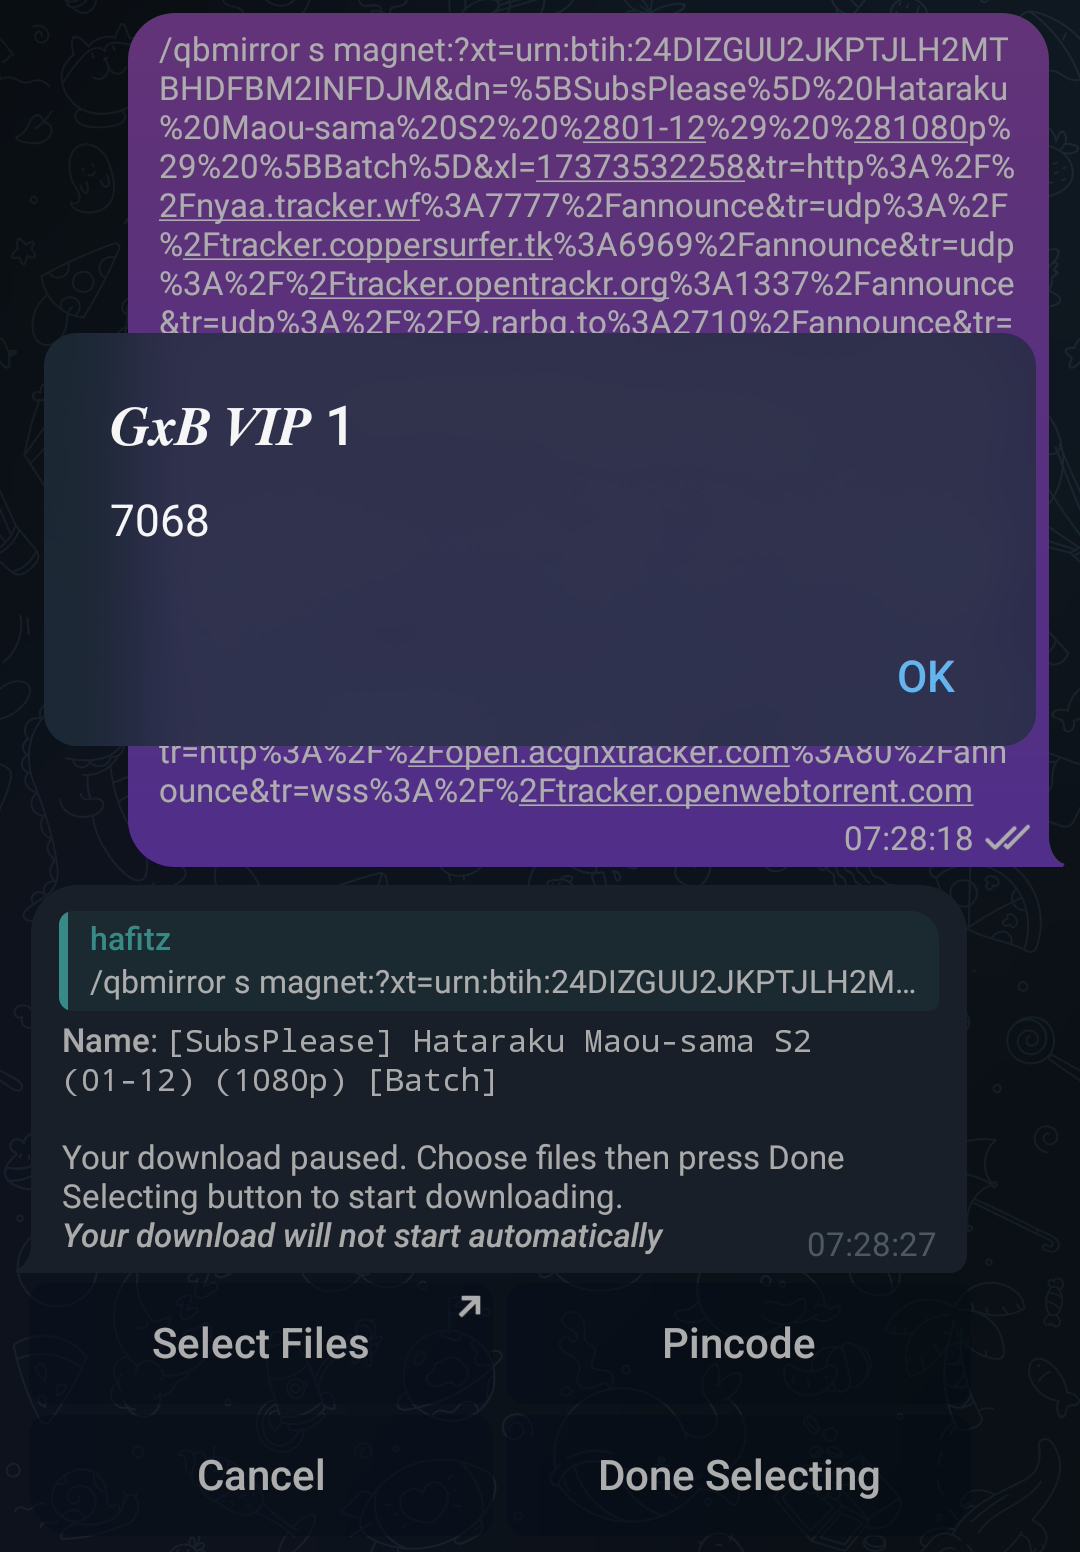 /qbmirror s magnet:?xt=urn:btih:24DIZGUU2JKPTJLH2MT
BHDFBM2INFDJM&dn=%5BSubsPlease%5D%20Hataraku
%20Maou-sama%20S2%20%2801-12%29%20%281080p%
29%20%5BBatch%5D&xl=17373532258&tr=http%3A%2F%
2Fnyaa.tracker.wf%3A7777%2Fannounce&tr=udp%3A%2F
%2Ftracker.coppersurfer.tk%3A6969%2Fannounce&tr=udp
%3A%2F%2Ftracker.opentrackr.org%3A1337%2Fannounce
&tr=udp%3A%2F%2F9.rarbg.to%3A2710%2Fannounce&tr=
GxB VIP 1
7068
OK
tr=http%3A%2F%2Fopen.acgnxtracker.com%3A80%2Fann
ounce&tr=wss%3A%2F%2Ftracker.openwebtorrent.com
07:28:18
hafitz
/qbmirror s magnet:?xt=urn:btih:24DIZGUU2JKPTJLH2M...
Name: [SubsPlease] Hataraku Maou-sama S2
(01-12) (1080p) [Batch]
Your download paused. Choose files then press Done
Selecting button to start downloading.
Your download will not start automatically
07:28:27
Select Files
Pincode
Cancel
Done Selecting